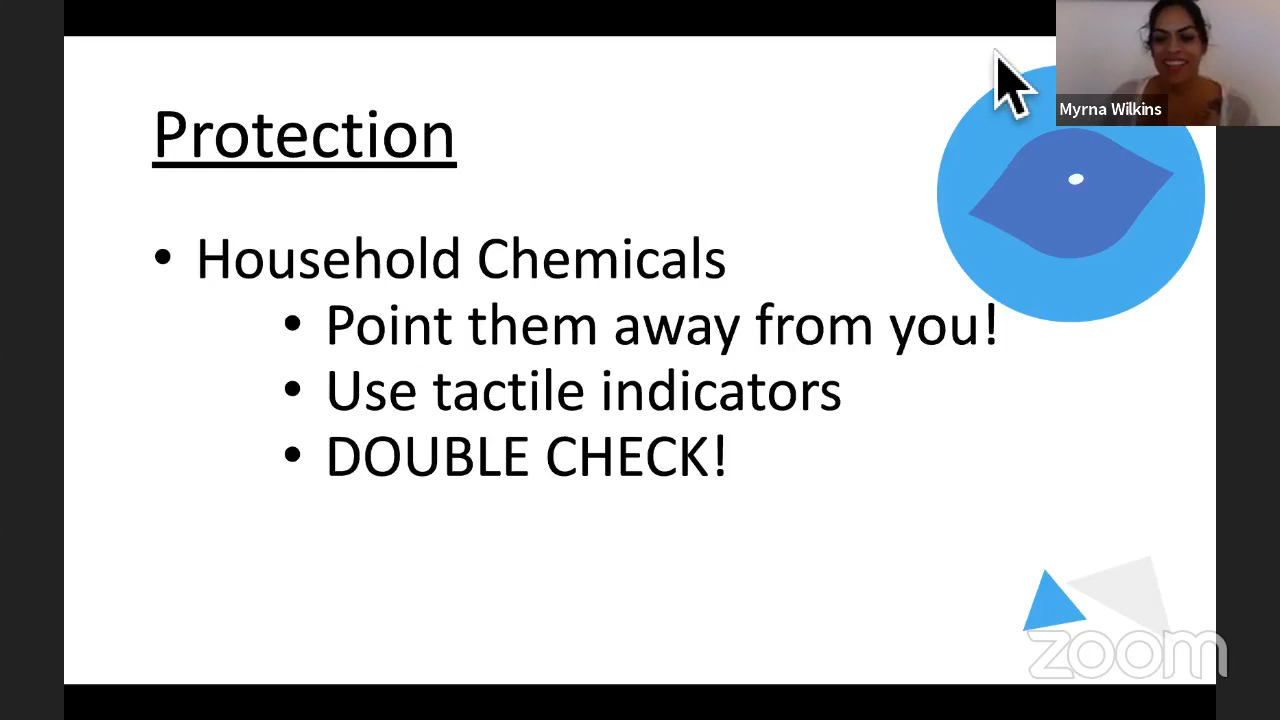 Myrna Wilkins
Protection
• Household Chemicals
• Point them away from you!
• Use tactile indicators
• DOUBLE CHECK!
zoom